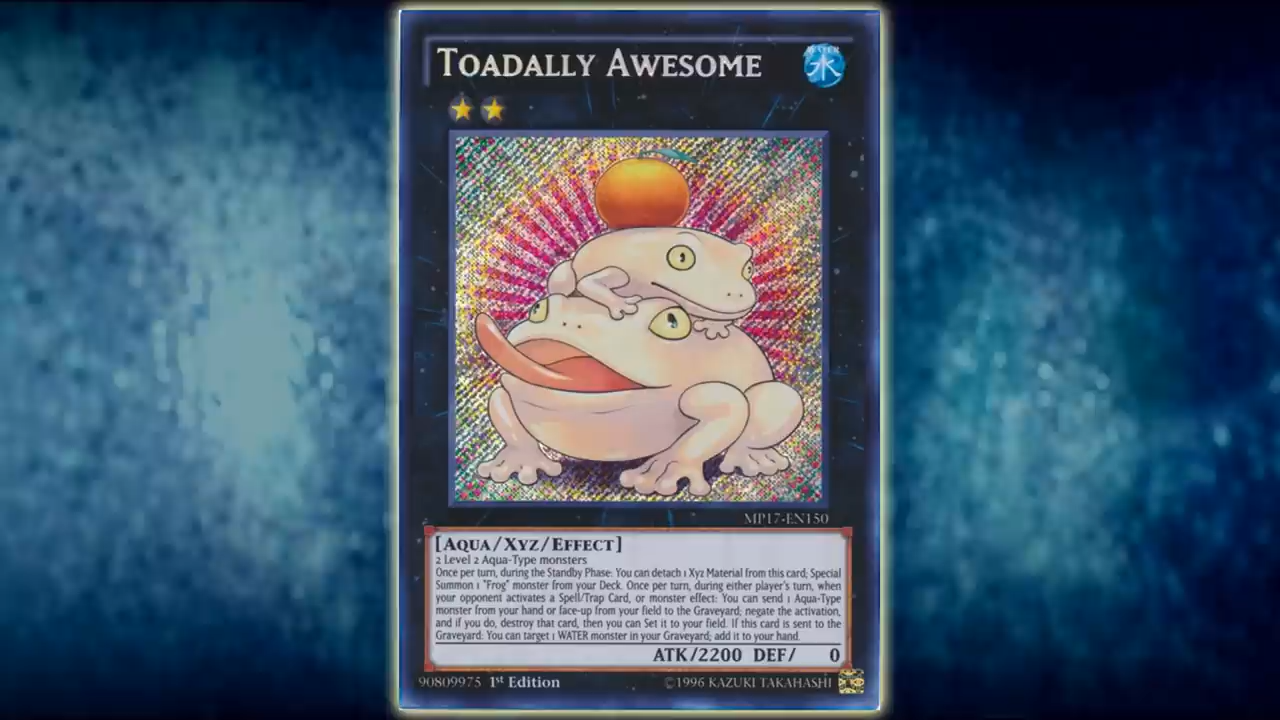 TOADALLY AWESOME
WATER
水
MP17-EN150
[AQUA/XYZ/EFFECT]
2 Level 2 Aqua-Type monsters
Once per turn, during the Standby Phase: You can detach 1 Xyz Material from this card; Special
Summon 1 "Frog" monster from your Deck. Once per turn, during either player's turn, when
your opponent activates a Spell/Trap Card, or monster effect: You can send 1 Aqua-Type
monster from your hand or face-up from your field to the Graveyard; negate the activation,
and if you do, destroy that card, then you can Set it to your field. If this card is sent to the
Graveyard: You can target 1 WATER monster in your Graveyard; add it to your hand.
ATK/2200 DEF/ 0
90809975 1st Edition ©1996 KAZUKI TAKAHASHI